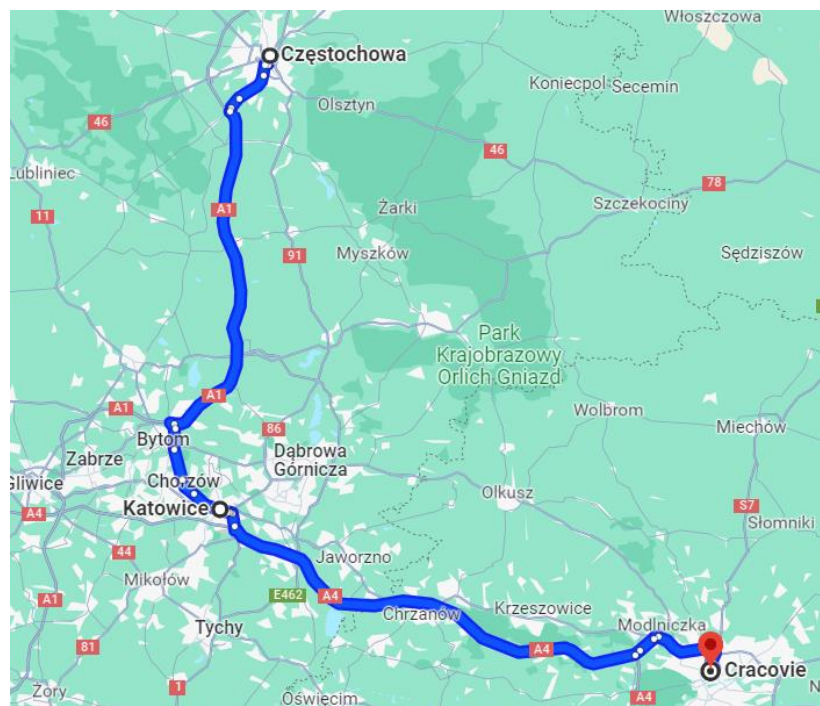 Włoszczowa
Częstochowa
Koniecpol
Secemin
Olsztyn
46
46
Lubliniec
78
11
A1
Żarki
Szczekociny
91
Myszków
Sędziszów
Park
Krajobrazowy
Orlich Gniazd
A1
A1
Wolbrom
Miechów
86
Bytom
Dąbrowa
Górnicza
Zabrze
Gliwice
Chorzów
Olkusz
Katowice
S7
A4
Słomniki
44
Jaworzno
Mikołów
E462
A4
A1
Chrzanów
Krzeszowice
Modlniczka
Tychy
81
A4
Cracovie
Żory
1
Oświęcim
A4
N